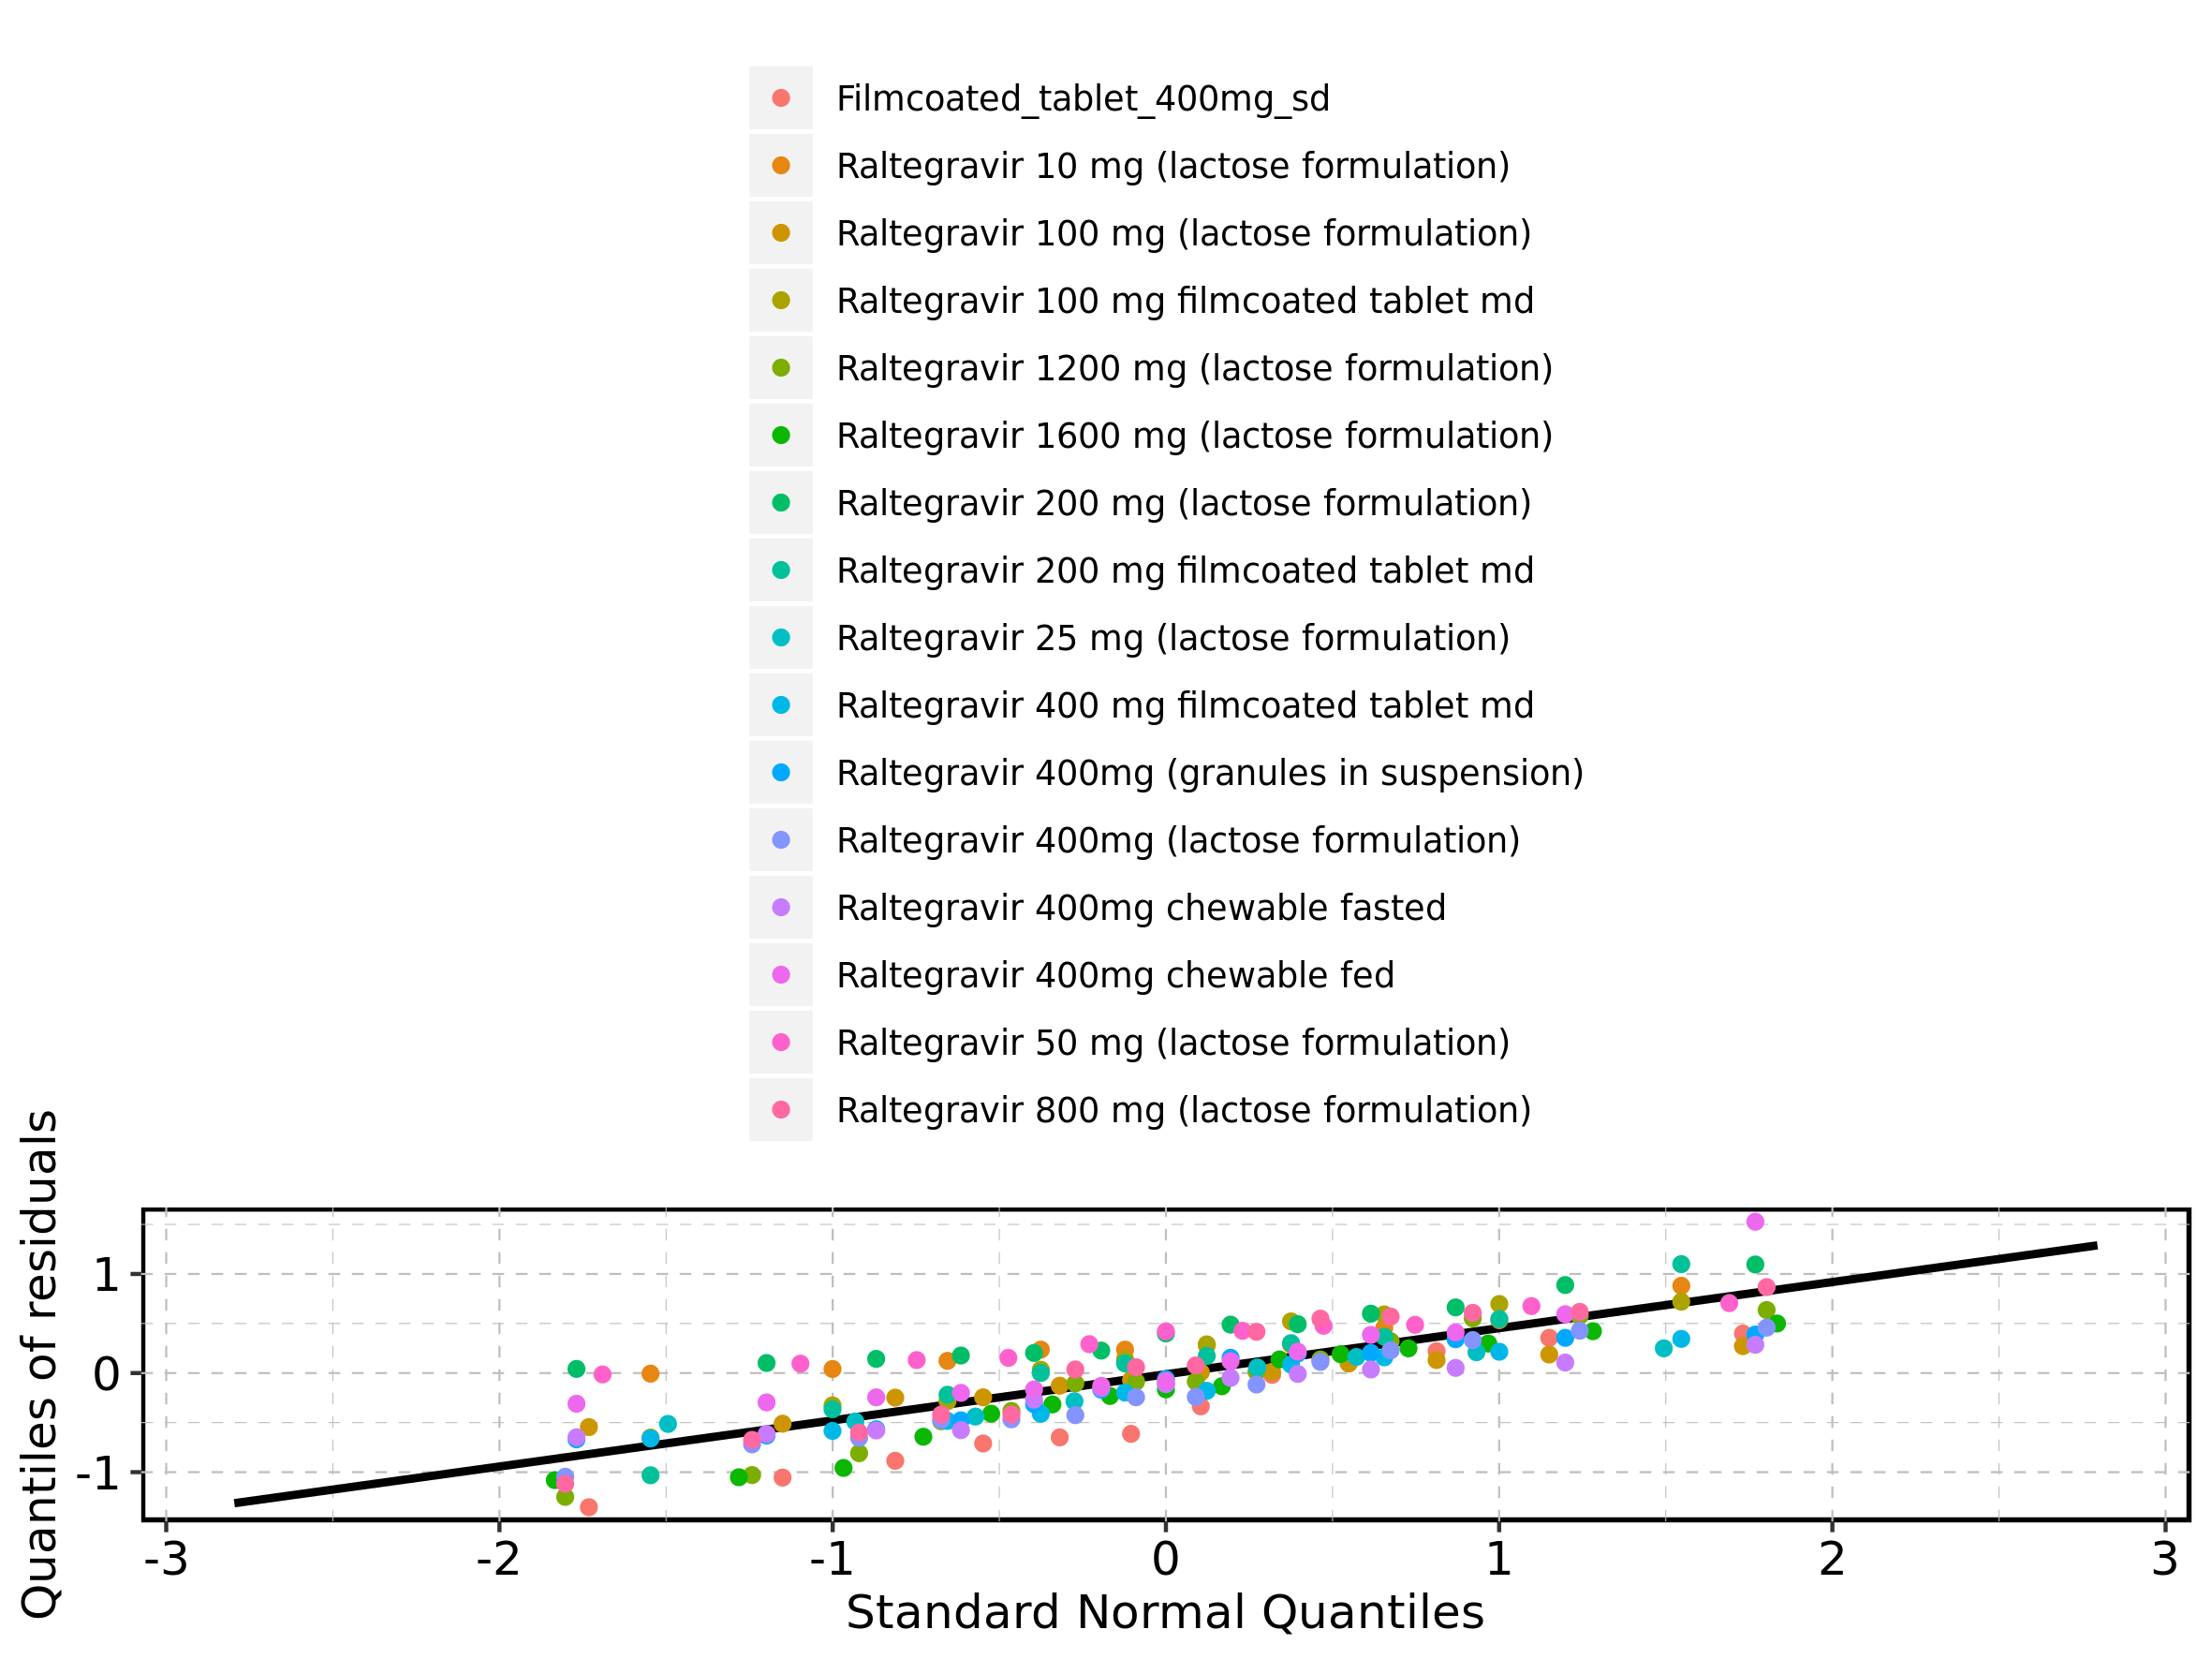 Filmcoated_tablet_400mg_sd
Raltegravir 10 mg (lactose formulation)
Raltegravir 100 mg (lactose formulation)
Raltegravir 100 mg filmcoated tablet md
Raltegravir 1200 mg (lactose formulation)
Raltegravir 1600 mg (lactose formulation)
Raltegravir 200 mg (lactose formulation)
Raltegravir 200 mg filmcoated tablet md
Raltegravir 25 mg (lactose formulation)
Raltegravir 400 mg filmcoated tablet md
Raltegravir 400mg (granules in suspension)
Raltegravir 400mg (lactose formulation)
Raltegravir 400mg chewable fasted
Raltegravir 400mg chewable fed
Raltegravir 50 mg (lactose formulation)
Raltegravir 800 mg (lactose formulation)
Quantiles of residuals
1
0
-1
-3 -2 -1 0 1 2 3
Standard Normal Quantiles